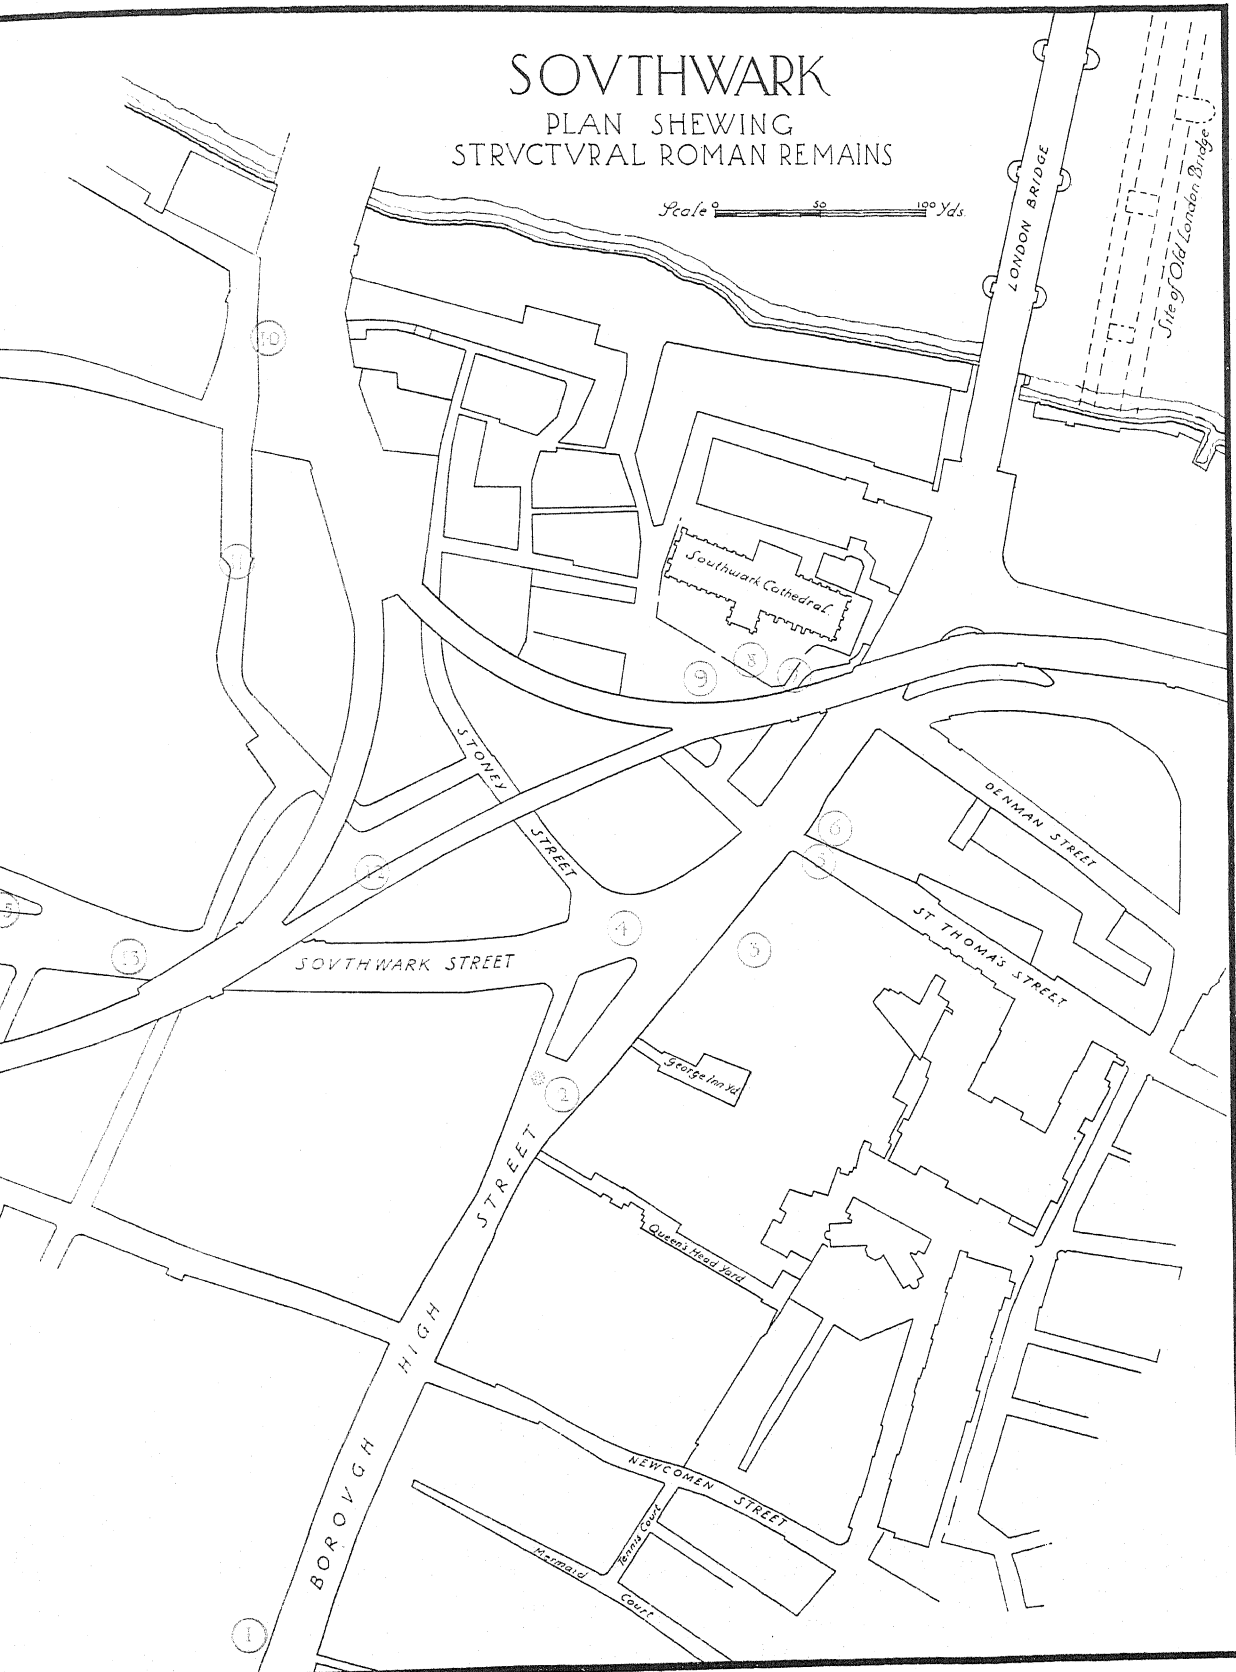 SOVTHWARK
PLAN SHEWING
STRVCTVRAL ROMAN REMAINS
Scale 0 50 100 Yds.
LONDON BRIDGE
Site of Old London Bridge
10
11
Southwark Cathedral.
9
8
STONEY
STREET
DENMAN STREET
6
12
ST THOMAS STREET
4
5
13
SOVTHWARK STREET
George Inn Yd
2
Queen's Head Yard
BOROVGH HIGH STREET
NEWCOMEN STREET
Tennis Court
Mermaid Court
1